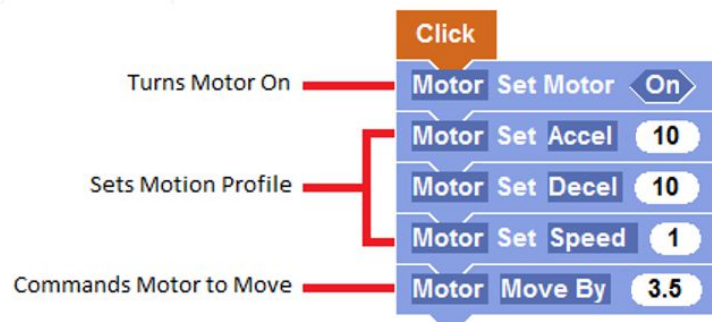 Click
Turns Motor On
Motor Set Motor On
Motor Set Accel 10
Sets Motion Profile
Motor Set Decel 10
Motor Set Speed 1
Commands Motor to Move
Motor Move By 3.5